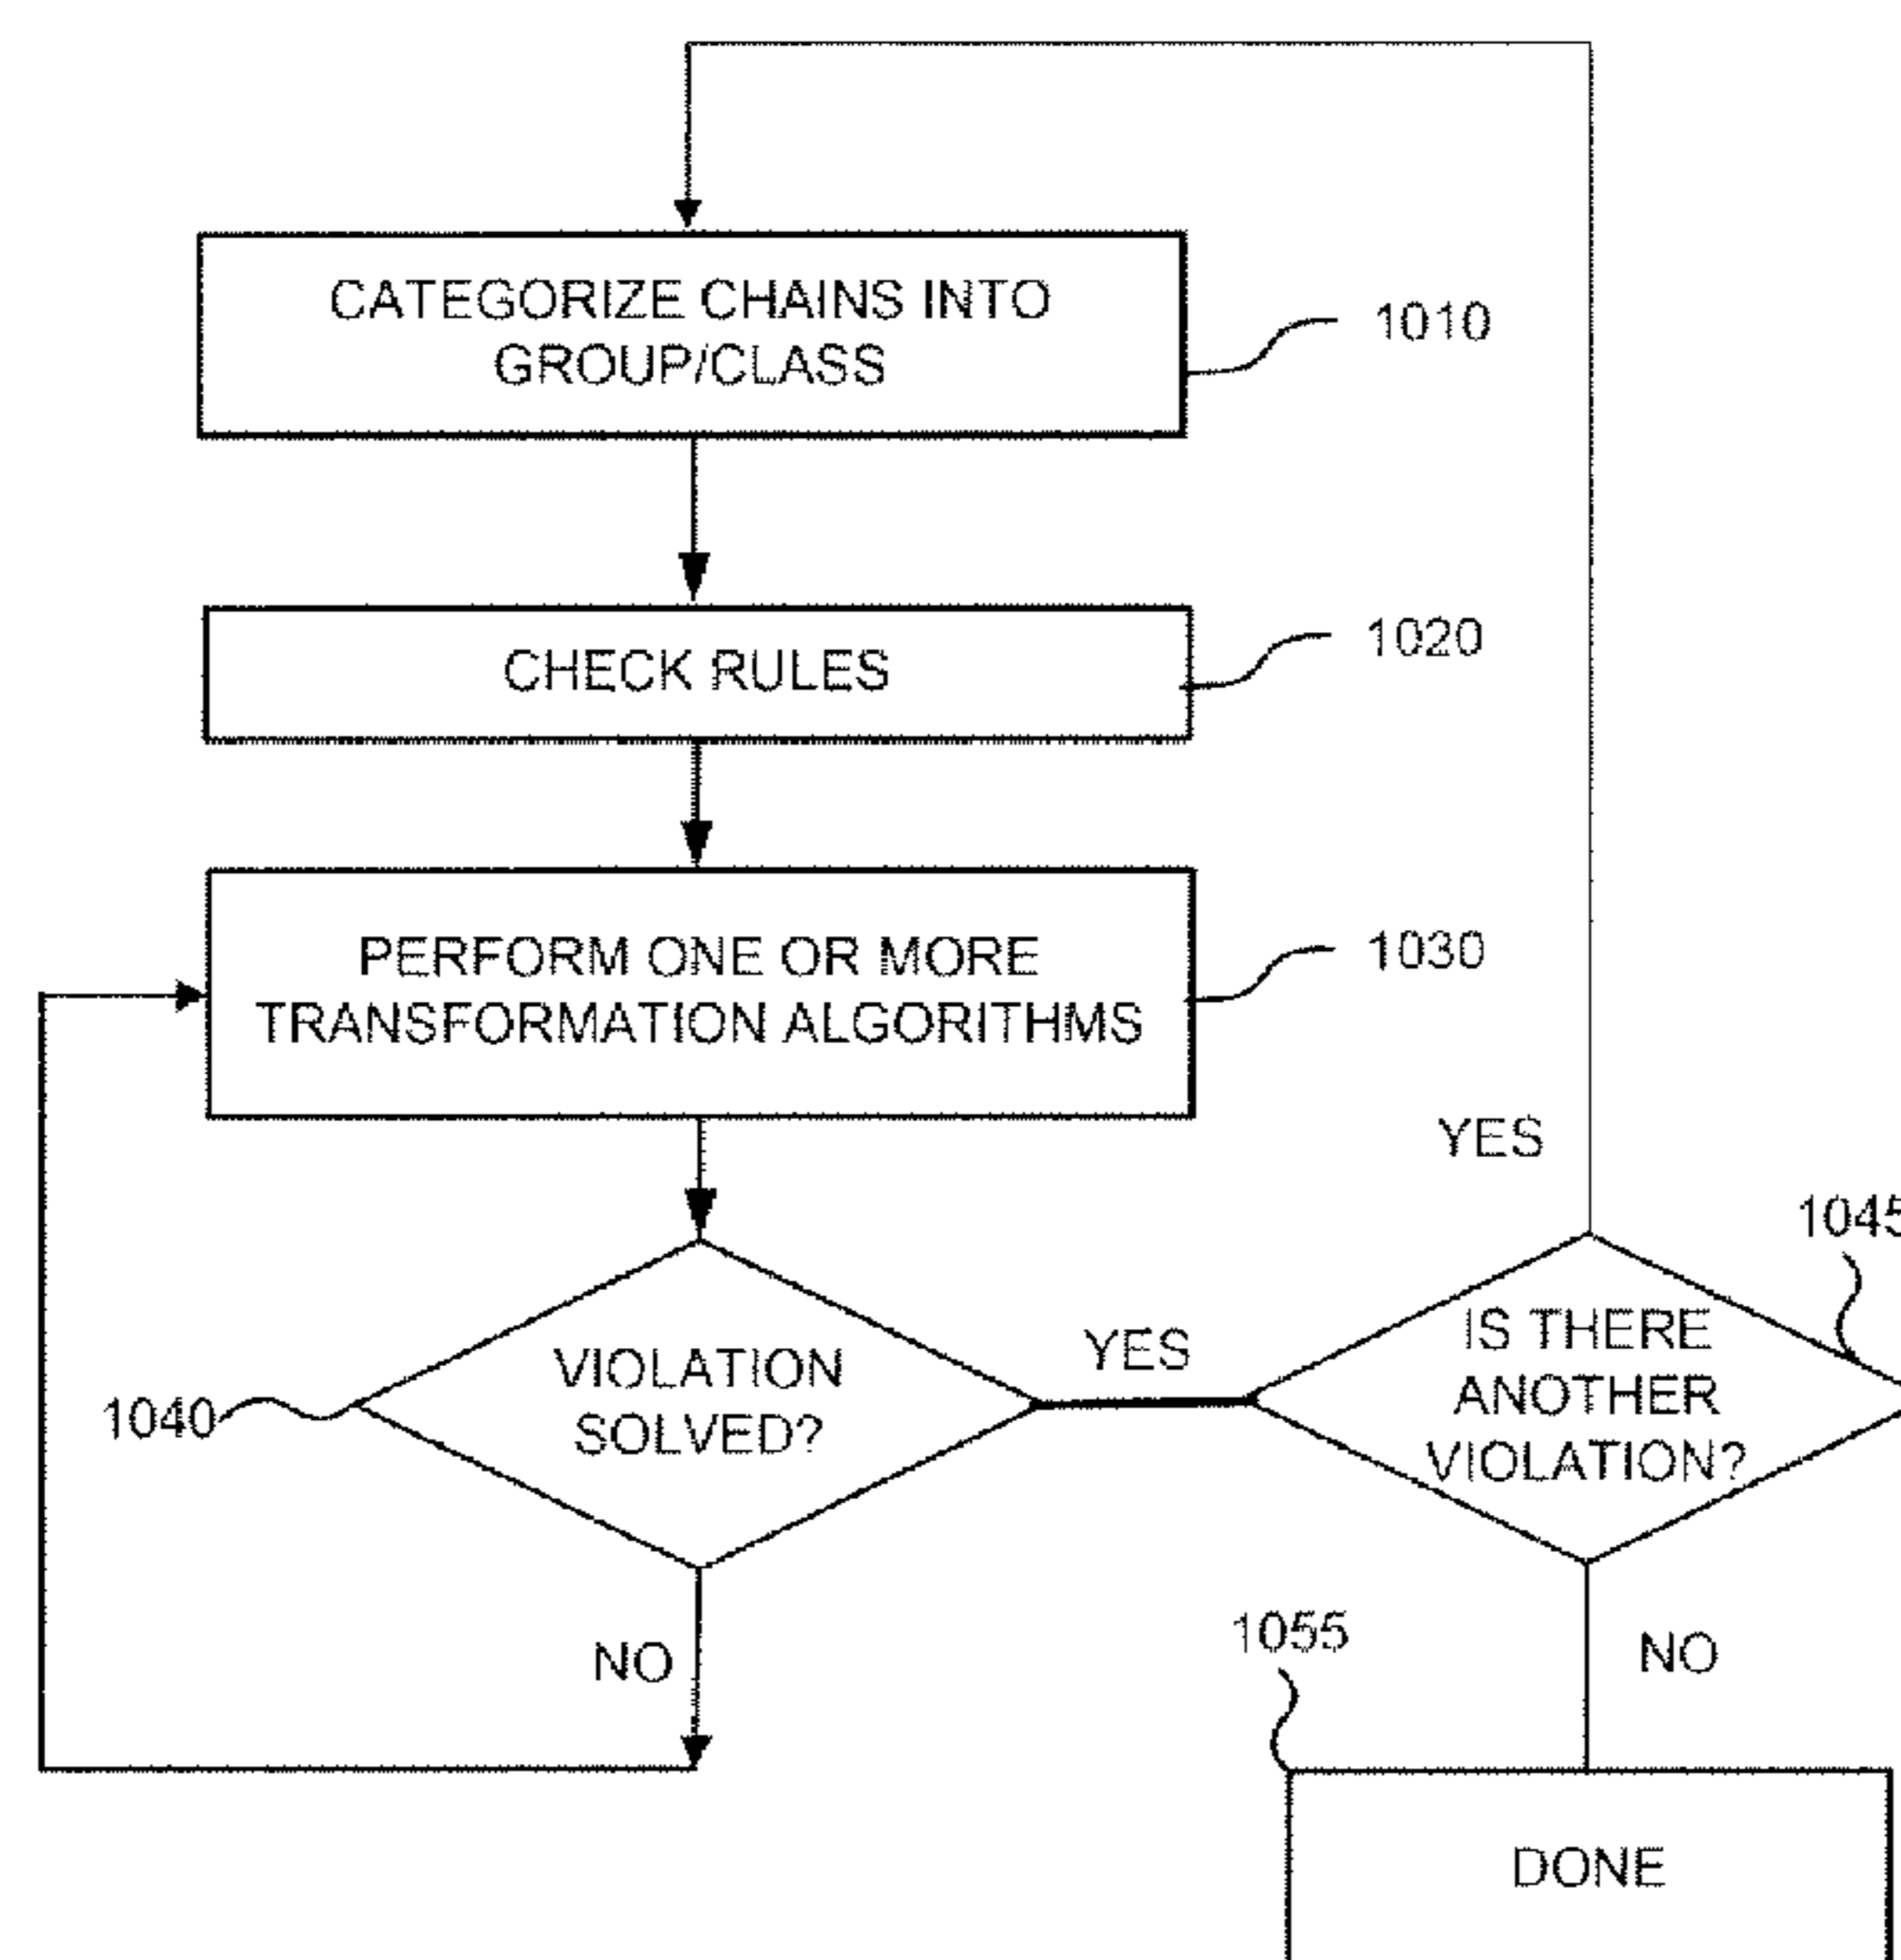 CATEGORIZE CHAINS INTO
GROUP/CLASS
1010
CHECK RULES
1020
PERFORM ONE OR MORE
TRANSFORMATION ALGORITHMS
1030
YES
1045
VIOLATION
SOLVED?
1040
YES
IS THERE
ANOTHER
VIOLATION?
NO
1055
NO
DONE